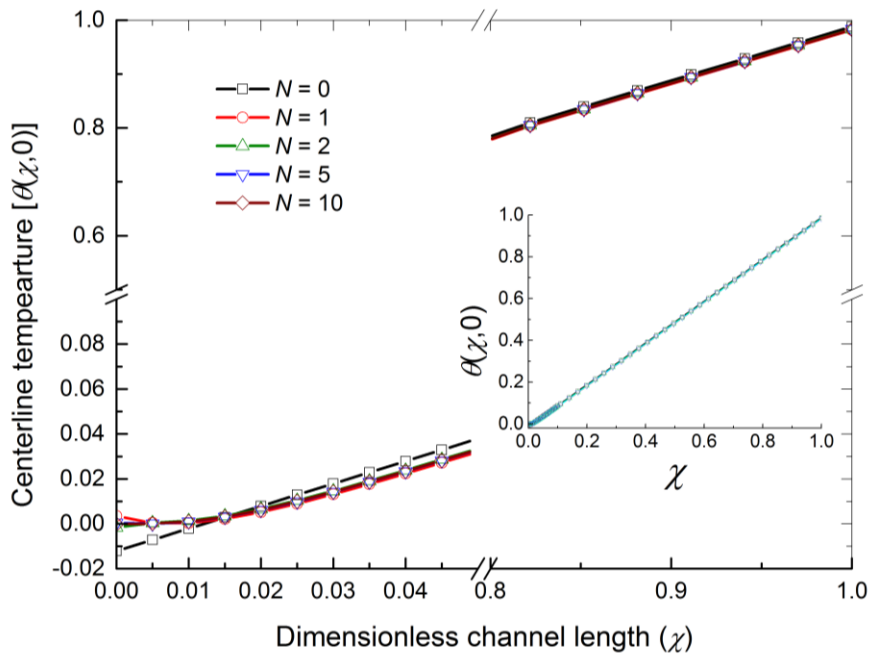 1.0
0.8
0.6
0.08
0.06
0.04
0.02
0.00
-0.02
Centerline tempearture [θ(χ,0)]
N = 0
N = 1
N = 2
N = 5
N = 10
1.0
0.8
0.6
0.4
0.2
0.0
θ(χ,0)
0.0 0.2 0.4 0.6 0.8 1.0
χ
0.00 0.01 0.02 0.03 0.04 0.8 0.9 1.0
Dimensionless channel length (χ)